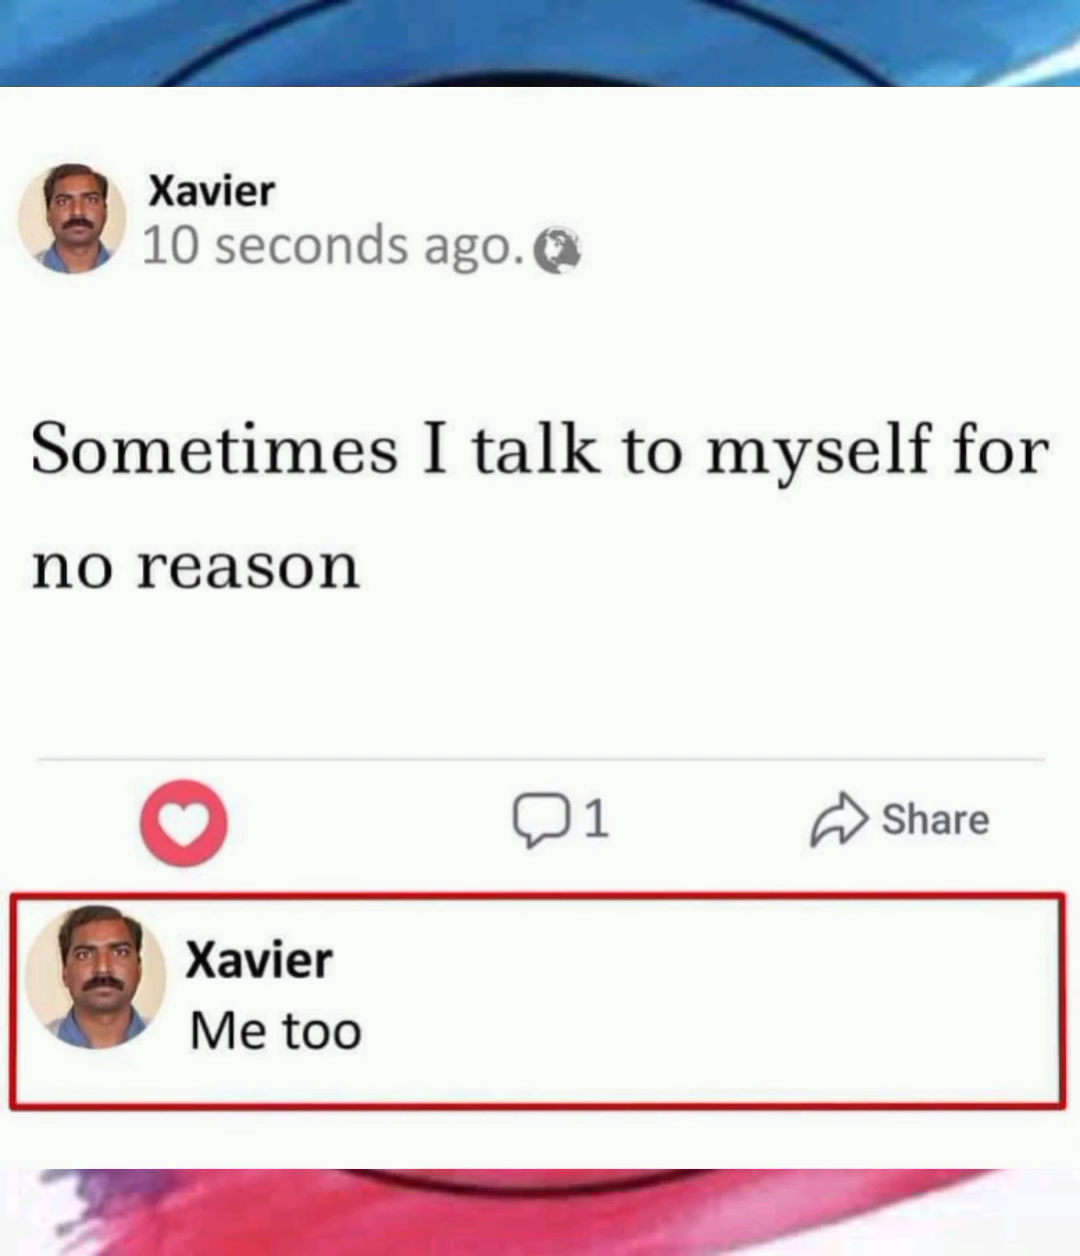 Xavier
10 seconds ago.
Sometimes I talk to myself for
no reason
1
Share
Xavier
Me too